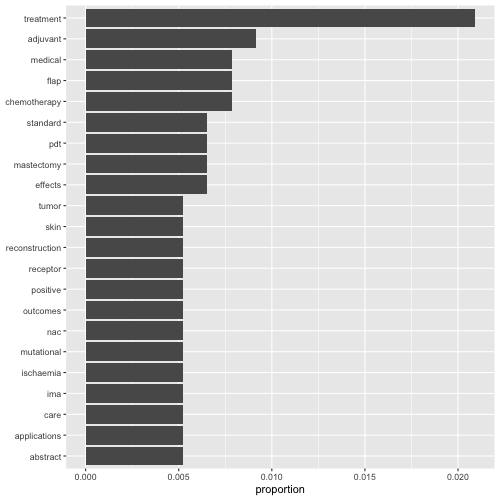 treatment
adjuvant
medical
flap
chemotherapy
standard
pdt
mastectomy
effects
tumor
skin
reconstruction
receptor
positive
outcomes
nac
mutational
ischaemia
ima
care
applications
abstract
0.000 0.005 0.010 0.015 0.020
proportion